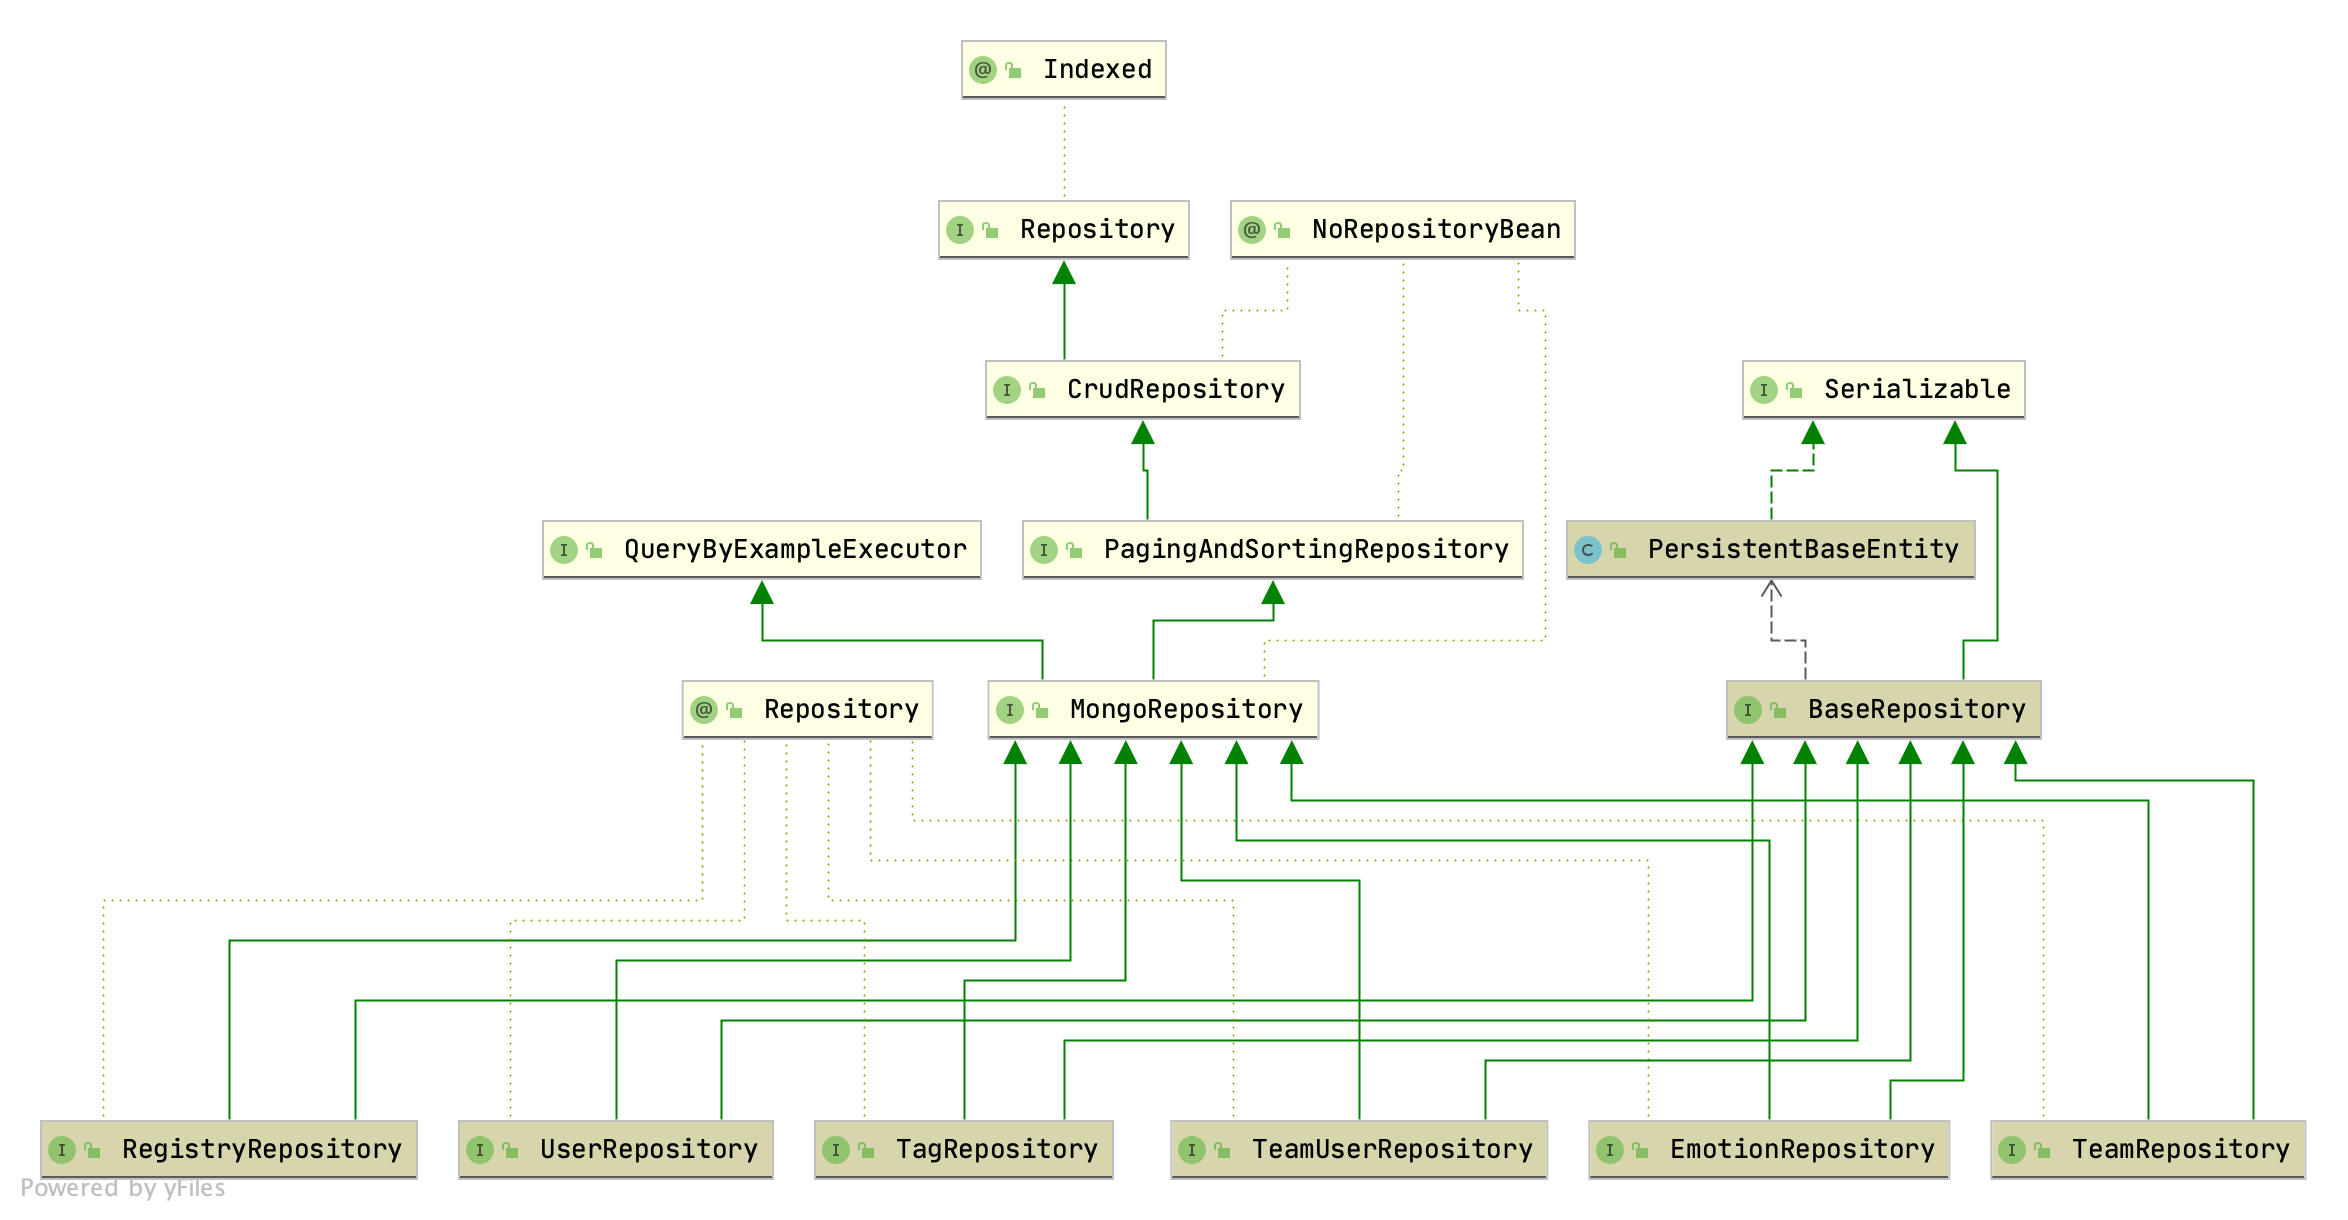 @ Indexed
I Repository
@ NoRepositoryBean
I CrudRepository
I Serializable
I QueryByExampleExecutor
I PagingAndSortingRepository
C PersistentBaseEntity
@ Repository
I MongoRepository
I BaseRepository
I RegistryRepository
I UserRepository
I TagRepository
I TeamUserRepository
I EmotionRepository
I TeamRepository
Powered by yFiles